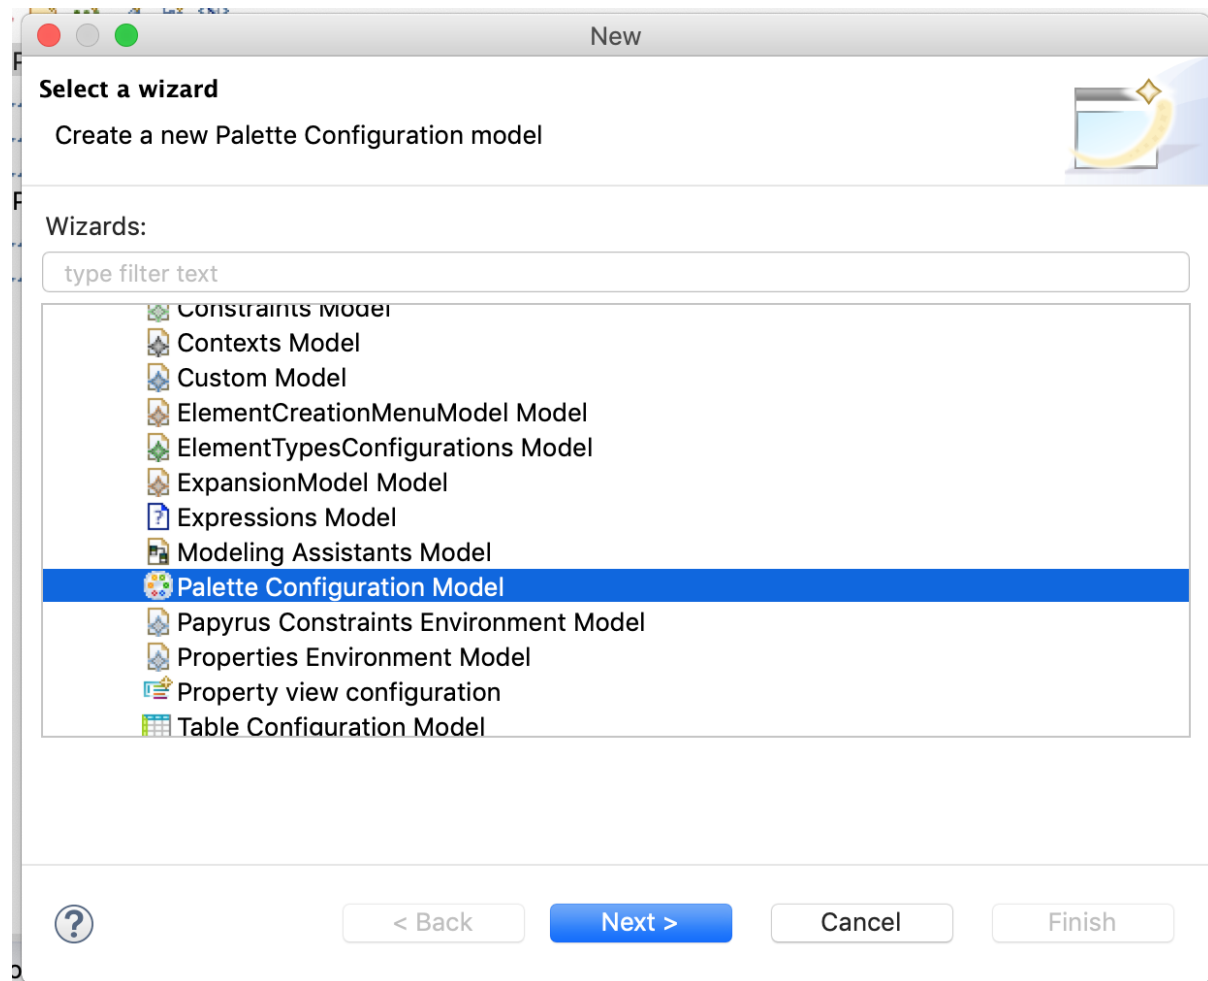 New
Select a wizard
Create a new Palette Configuration model
Wizards:
type filter text
Constraints Model
Contexts Model
Custom Model
ElementCreationMenuModel Model
ElementTypesConfigurations Model
ExpansionModel Model
Expressions Model
Modeling Assistants Model
Palette Configuration Model
Papyrus Constraints Environment Model
Properties Environment Model
Property view configuration
Table Configuration Model
? < Back Next > Cancel Finish